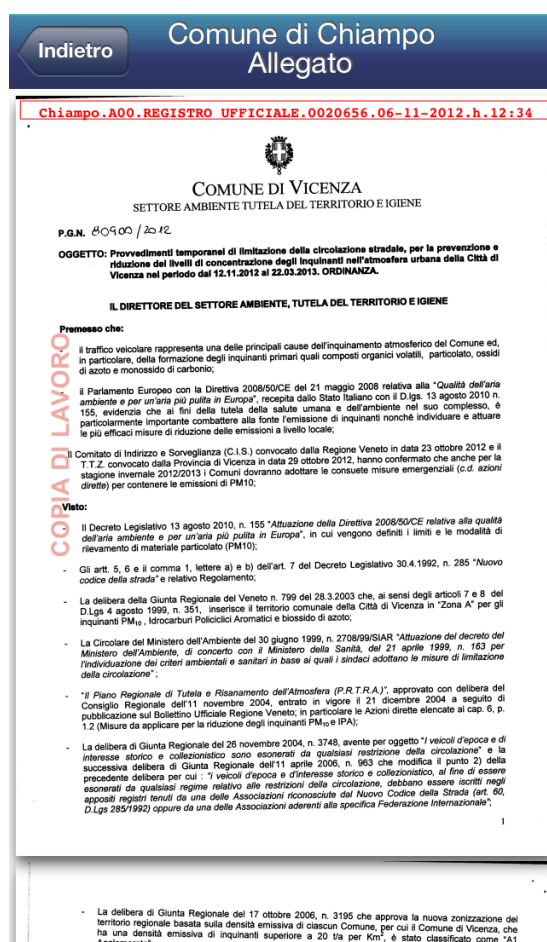 Indietro
Comune di Chiampo
Allegato
Chiampo.A00.REGISTRO UFFICIALE.0020656.06-11-2012.h.12:34
COMUNE DI VICENZA
SETTORE AMBIENTE TUTELA DEL TERRITORIO E IGIENE
P.G.N. 80900/2012
OGGETTO: Provvedimenti temporanei di limitazione della circolazione stradale, per la prevenzione e
riduzione dei livelli di concentrazione degli inquinanti nell'atmosfera urbana della Città di
Vicenza nel periodo dal 12.11.2012 al 22.03.2013. ORDINANZA.
IL DIRETTORE DEL SETTORE AMBIENTE, TUTELA DEL TERRITORIO E IGIENE
COPIA DI LAVORO
Premesso che:
- il traffico veicolare rappresenta una delle principali cause dell'inquinamento atmosferico del Comune ed,
in particolare, della formazione degli inquinanti primari quali composti organici volatili, particolato, ossidi
di azoto e monossido di carbonio;
- il Parlamento Europeo con la Direttiva 2008/50/CE del 21 maggio 2008 relativa alla "Qualità dell'aria
ambiente e per un'aria più pulita in Europa", recepita dallo Stato Italiano con il D.lgs. 13 agosto 2010 n.
155, evidenzia che ai fini della tutela della salute umana e dell'ambiente nel suo complesso, è
particolarmente importante combattere alla fonte l'emissione di inquinanti nonché individuare e attuare
le più efficaci misure di riduzione delle emissioni a livello locale;
Il Comitato di Indirizzo e Sorveglianza (C.I.S.) convocato dalla Regione Veneto in data 23 ottobre 2012 e il
T.T.Z. convocato dalla Provincia di Vicenza in data 29 ottobre 2012, hanno confermato che anche per la
stagione invernale 2012/2013 i Comuni dovranno adottare le consuete misure emergenziali (c.d. azioni
dirette) per contenere le emissioni di PM10;
Visto:
- Il Decreto Legislativo 13 agosto 2010, n. 155 "Attuazione della Direttiva 2008/50/CE relativa alla qualità
dell'aria ambiente e per un'aria più pulita in Europa", in cui vengono definiti i limiti e le modalità di
rilevamento di materiale particolato (PM10);
- Gli artt. 5, 6 e il comma 1, lettere a) e b) dell'art. 7 del Decreto Legislativo 30.4.1992, n. 285 "Nuovo
codice della strada" e relativo Regolamento;
- La delibera della Giunta Regionale del Veneto n. 799 del 28.3.2003 che, ai sensi degli articoli 7 e 8 del
D.Lgs 4 agosto 1999, n. 351, inserisce il territorio comunale della Città di Vicenza in "Zona A" per gli
inquinanti PM10 , Idrocarburi Policiclici Aromatici e biossido di azoto;
- La Circolare del Ministero dell'Ambiente del 30 giugno 1999, n. 2708/99/SIAR "Attuazione del decreto del
Ministero dell'Ambiente, di concerto con il Ministero della Sanità, del 21 aprile 1999, n. 163 per
l'individuazione dei criteri ambientali e sanitari in base ai quali i sindaci adottano le misure di limitazione
della circolazione" ;
- "Il Piano Regionale di Tutela e Risanamento dell'Atmosfera (P.R.T.R.A.)", approvato con delibera del
Consiglio Regionale dell'11 novembre 2004, entrato in vigore il 21 dicembre 2004 a seguito di
pubblicazione sul Bollettino Ufficiale Regione Veneto; in particolare le Azioni dirette elencate al cap. 6, p.
1.2 (Misure da applicare per la riduzione degli inquinanti PM10 e IPA);
- La delibera di Giunta Regionale del 26 novembre 2004, n. 3748, avente per oggetto "I veicoli d'epoca e di
interesse storico e collezionistico sono esonerati da qualsiasi restrizione della circolazione" e la
successiva delibera di Giunta Regionale dell'11 aprile 2006, n. 963 che modifica il punto 2) della
precedente delibera per cui : "i veicoli d'epoca e d'interesse storico e collezionistico, al fine di essere
esonerati da qualsiasi regime relativo alle restrizioni della circolazione, debbano essere iscritti negli
appositi registri tenuti da una delle Associazioni riconosciute dal Nuovo Codice della Strada (art. 60,
D.Lgs 285/1992) oppure da una delle Associazioni aderenti alla specifica Federazione Internazionale";
1
- La delibera di Giunta Regionale del 17 ottobre 2006, n. 3195 che approva la nuova zonizzazione del
territorio regionale basata sulla densità emissiva di ciascun Comune, per cui il Comune di Vicenza, che
ha una densità emissiva di inquinanti superiore a 20 t/a per Km2, è stato classificato come "A1